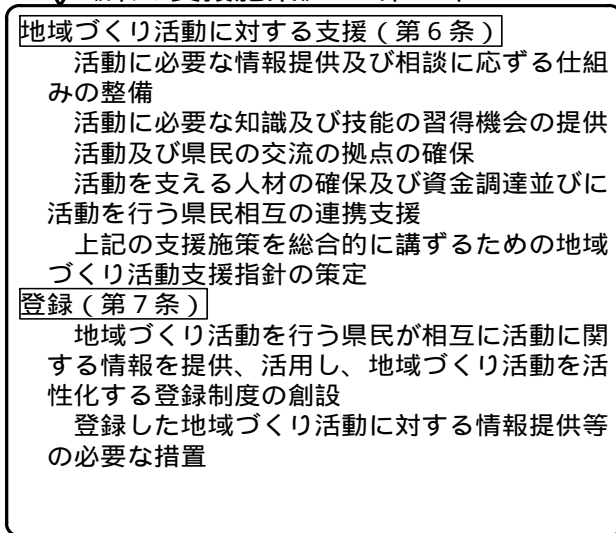 地域づくり活動に対する支援（第６条）
活動に必要な情報提供及び相談に応ずる仕組
みの整備
活動に必要な知識及び技能の習得機会の提供
活動及び県民の交流の拠点の確保
活動を支える人材の確保及び資金調達並びに
活動を行う県民相互の連携支援
上記の支援施策を総合的に講ずるための地域
づくり活動支援指針の策定
登録（第７条）
地域づくり活動を行う県民が相互に活動に関
する情報を提供、活用し、地域づくり活動を活
性化する登録制度の創設
登録した地域づくり活動に対する情報提供等
の必要な措置